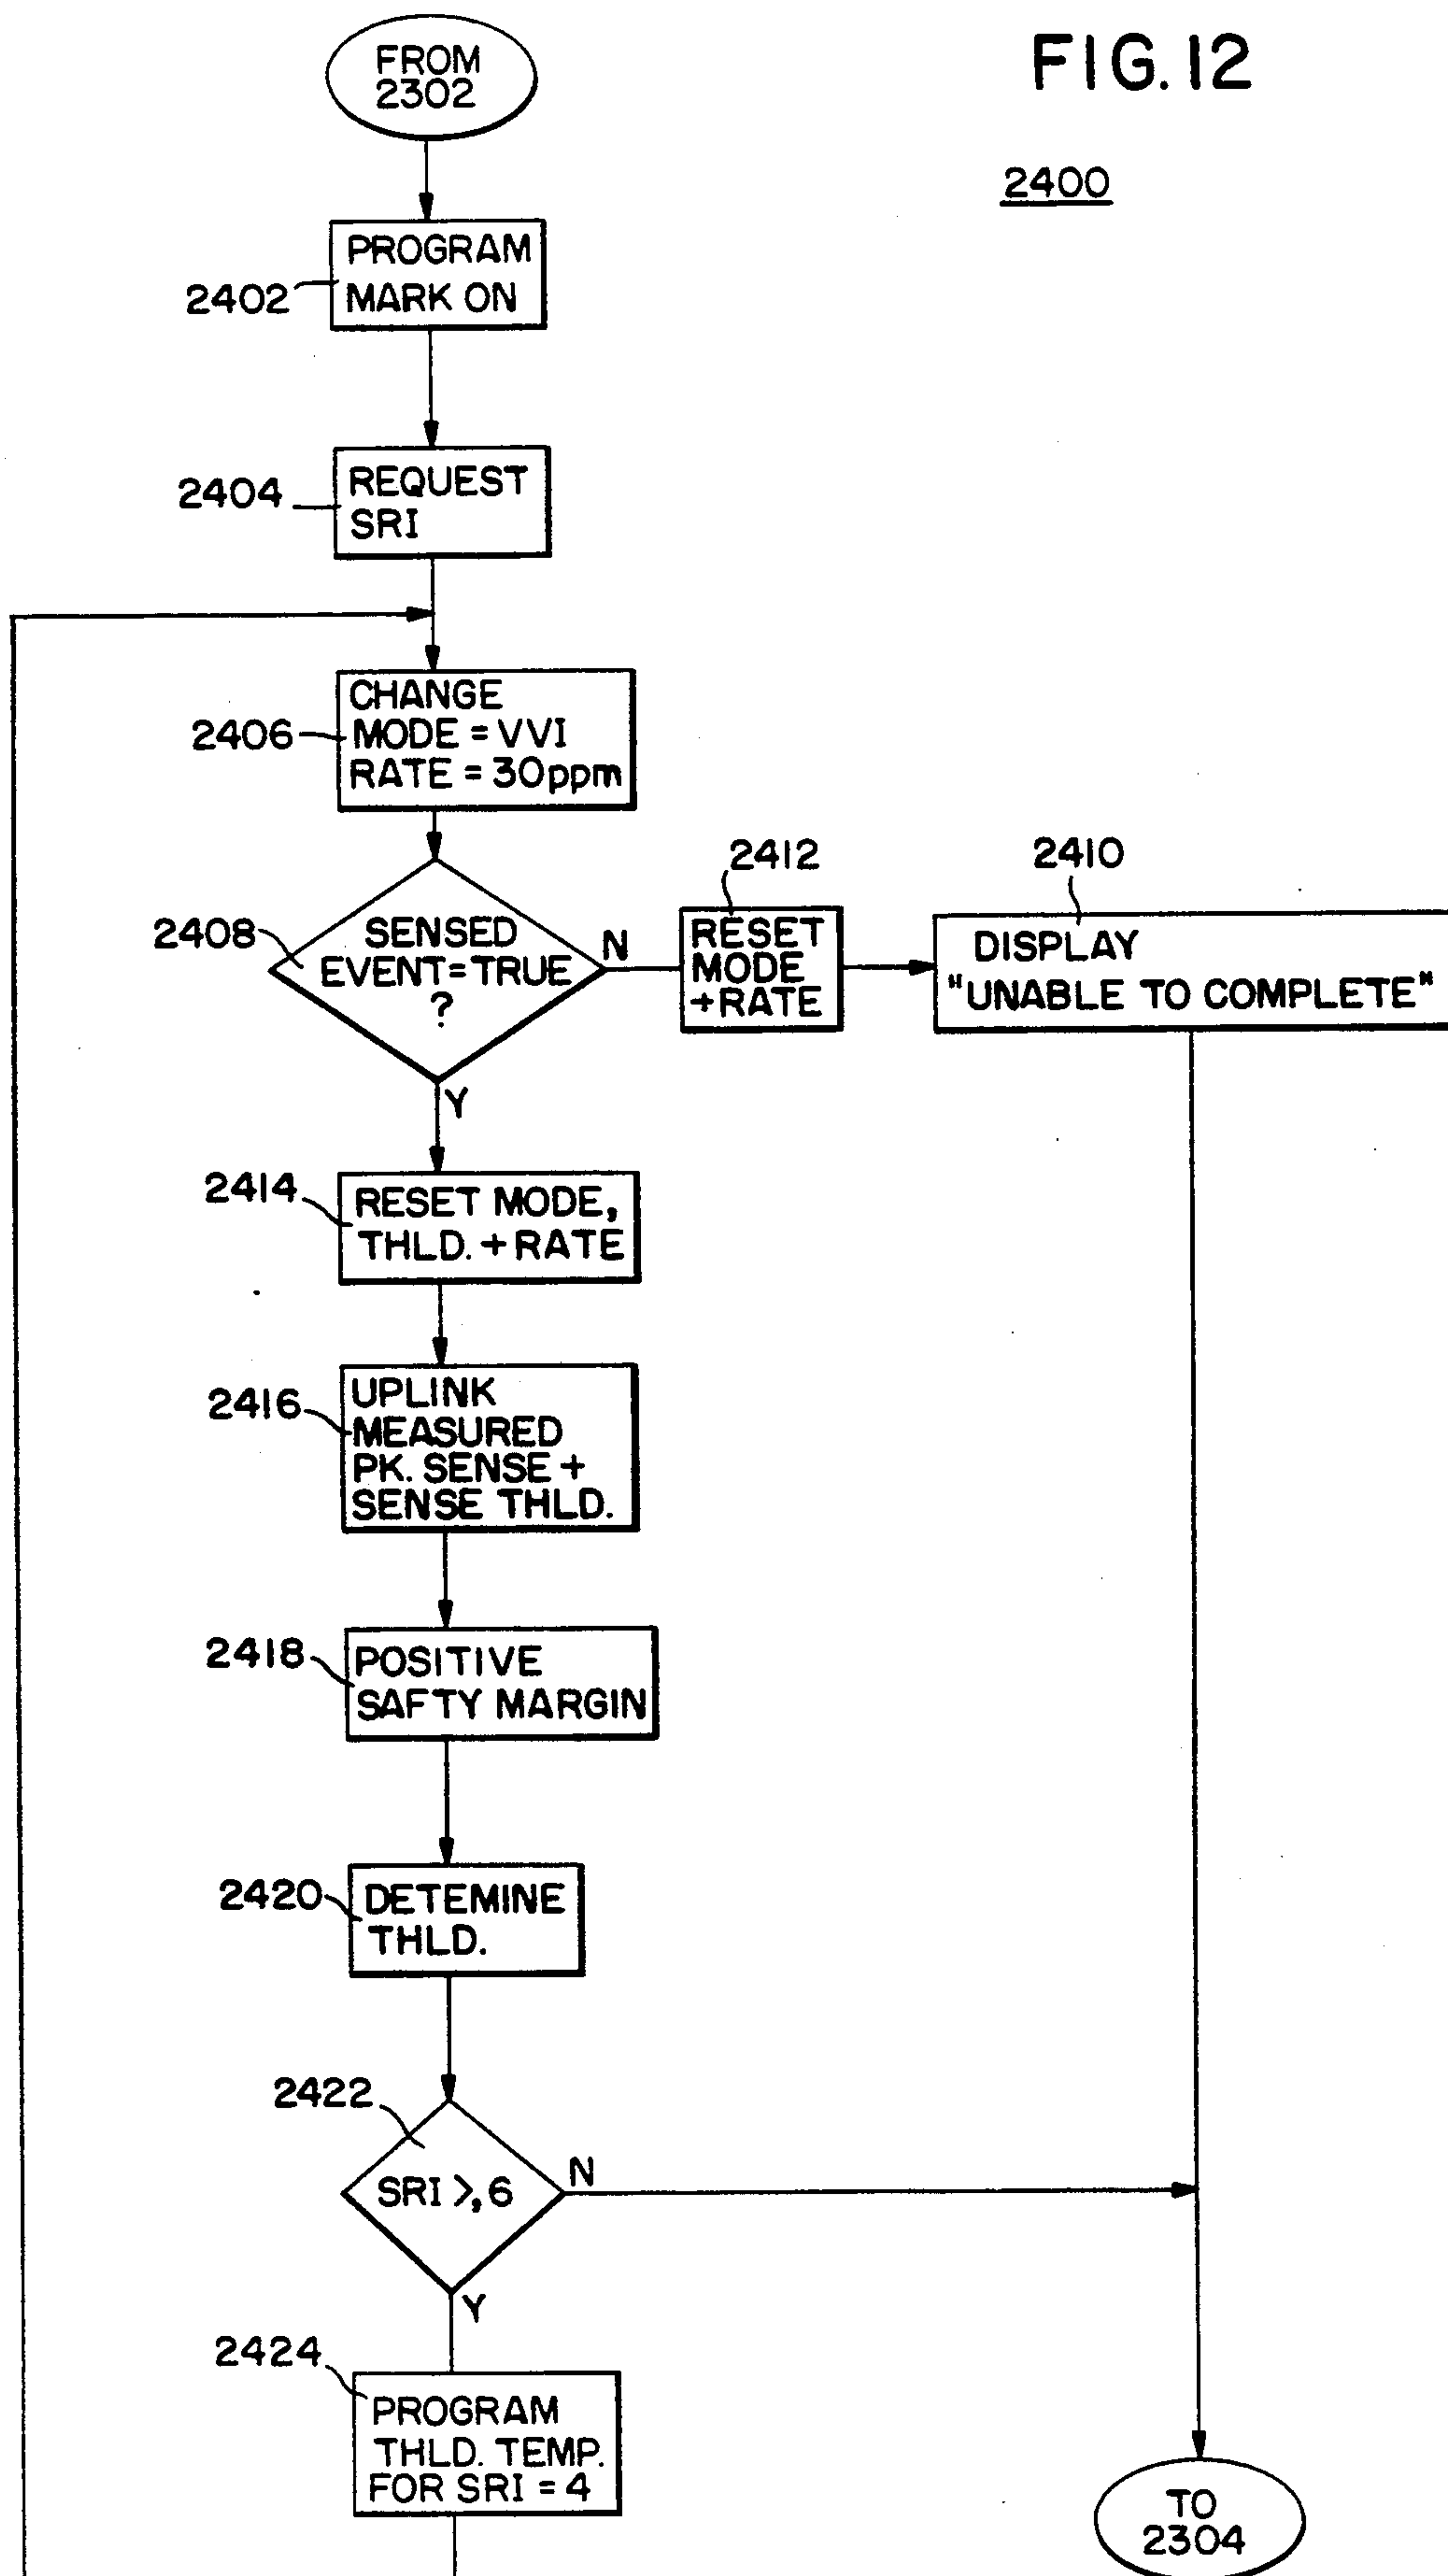 FIG. 12
2400
FROM
2302
2402
PROGRAM
MARK ON
2404
REQUEST
SRI
2406
CHANGE
MODE = VVI
RATE = 30ppm
2408
SENSED
EVENT=TRUE
?
N
Y
2412
RESET
MODE
+RATE
2410
DISPLAY
"UNABLE TO COMPLETE"
2414
RESET MODE,
THLD. + RATE
2416
UPLINK
MEASURED
PK. SENSE +
SENSE THLD.
2418
POSITIVE
SAFTY MARGIN
2420
DETEMINE
THLD.
2422
SRI >, 6
N
Y
2424
PROGRAM
THLD. TEMP.
FOR SRI = 4
TO
2304